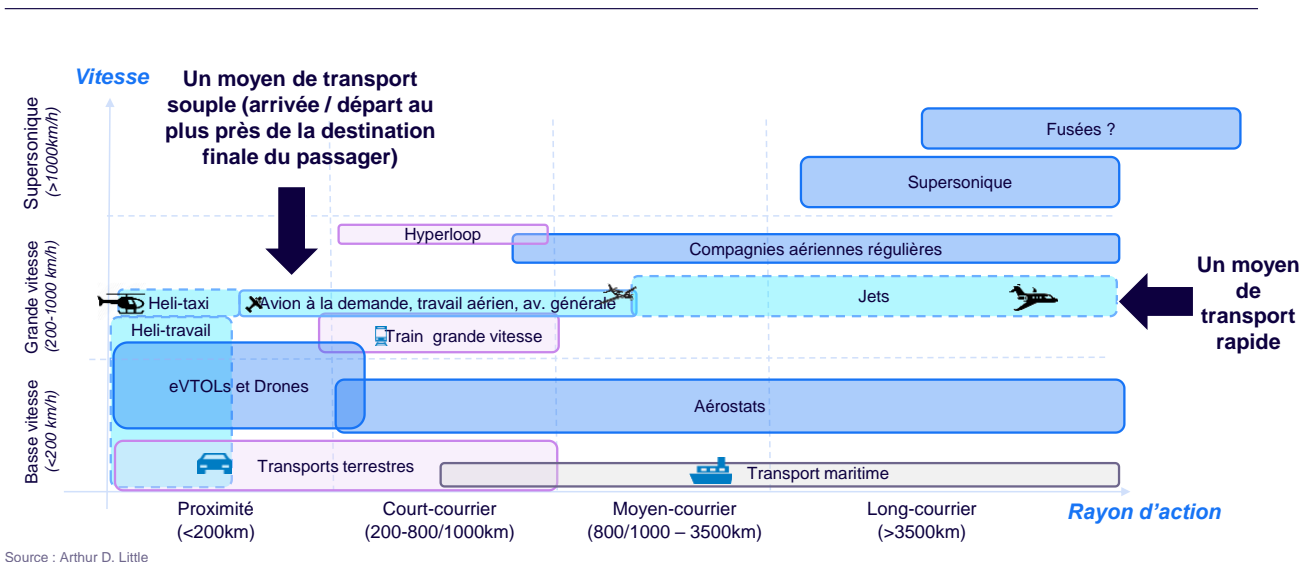 Vitesse
Un moyen de transport
souple (arrivée / départ au
plus près de la destination
finale du passager)
Supersonique
(>1000km/h)
Fusées ?
Supersonique
Grande vitesse
(200-1000 km/h)
Hyperloop
Compagnies aériennes régulières
Heli-taxi
Avion à la demande, travail aérien, av. générale
Jets
Un moyen
de
transport
rapide
Heli-travail
Train grande vitesse
Basse vitesse
(<200 km/h)
eVTOLs et Drones
Aérostats
Transports terrestres
Transport maritime
Proximité
(<200km)
Court-courrier
(200-800/1000km)
Moyen-courrier
(800/1000 – 3500km)
Long-courrier
(>3500km)
Rayon d’action
Source : Arthur D. Little